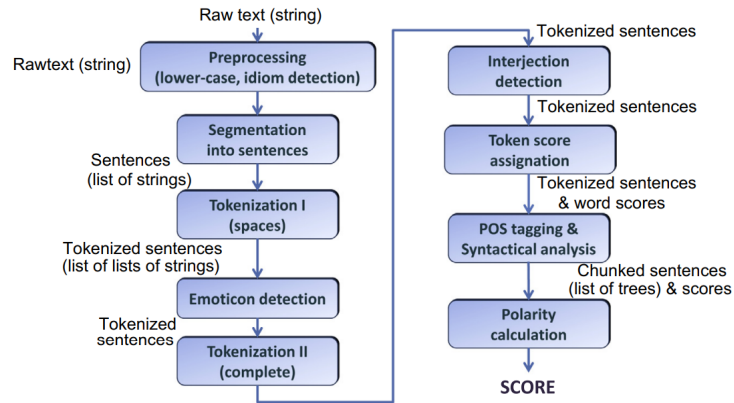 Raw text (string)
Preprocessing
(lower-case, idiom detection)
Rawtext (string)
Segmentation
into sentences
Sentences
(list of strings)
Tokenization I
(spaces)
Tokenized sentences
(list of lists of strings)
Emoticon detection
Tokenized
sentences
Tokenization II
(complete)
Tokenized sentences
Interjection
detection
Tokenized sentences
Token score
assignation
Tokenized sentences
& word scores
POS tagging &
Syntactical analysis
Chunked sentences
(list of trees) & scores
Polarity
calculation
SCORE